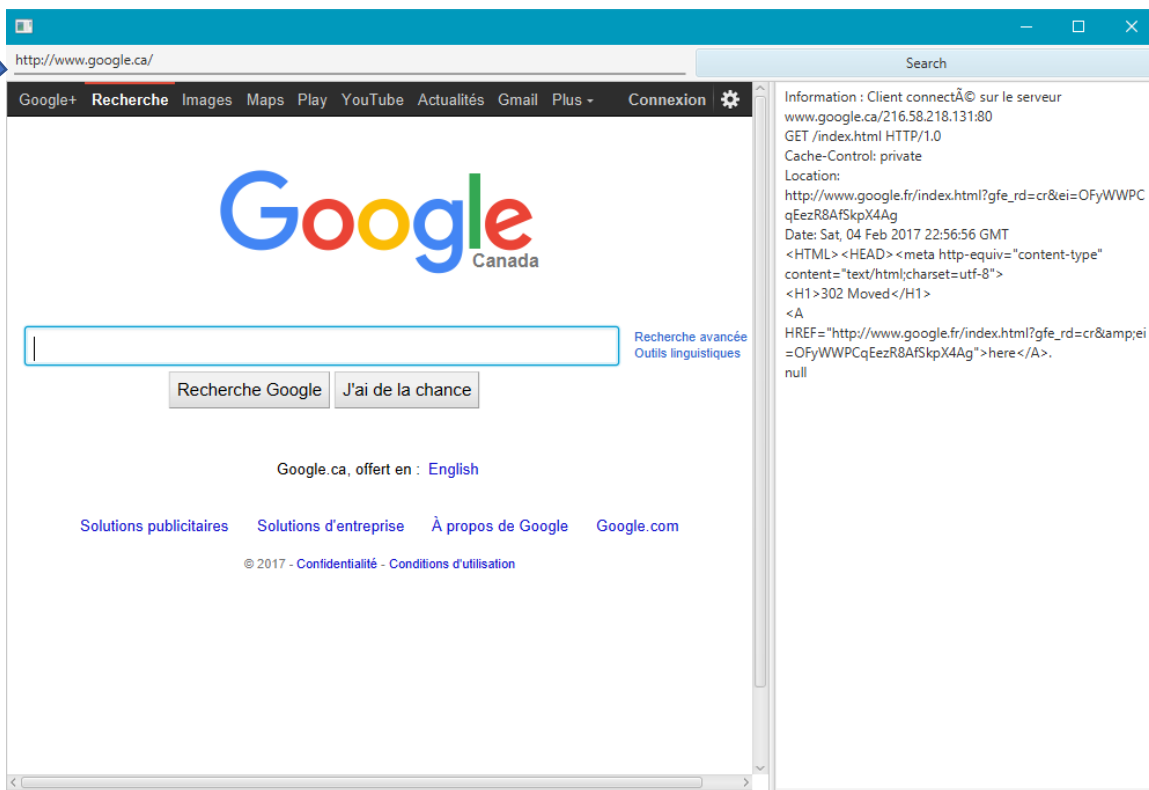 http://www.google.ca/
Search
Google+ Recherche Images Maps Play YouTube Actualités Gmail Plus Connexion
Google
Canada
Recherche avancée
Outils linguistiques
Recherche Google J'ai de la chance
Google.ca, offert en : English
Solutions publicitaires Solutions d'entreprise À propos de Google Google.com
© 2017 - Confidentialité - Conditions d'utilisation
Information : Client connectÃ© sur le serveur
www.google.ca/216.58.218.131:80
GET /index.html HTTP/1.0
Cache-Control: private
Location:
http://www.google.fr/index.html?gfe_rd=cr&ei=OFyWWPC
qEezR8AfSkpX4Ag
Date: Sat, 04 Feb 2017 22:56:56 GMT
<HTML><HEAD><meta http-equiv="content-type"
content="text/html;charset=utf-8">
<H1>302 Moved</H1>
<A
HREF="http://www.google.fr/index.html?gfe_rd=cr&amp;ei
=OFyWWPCqEezR8AfSkpX4Ag">here</A>.
null